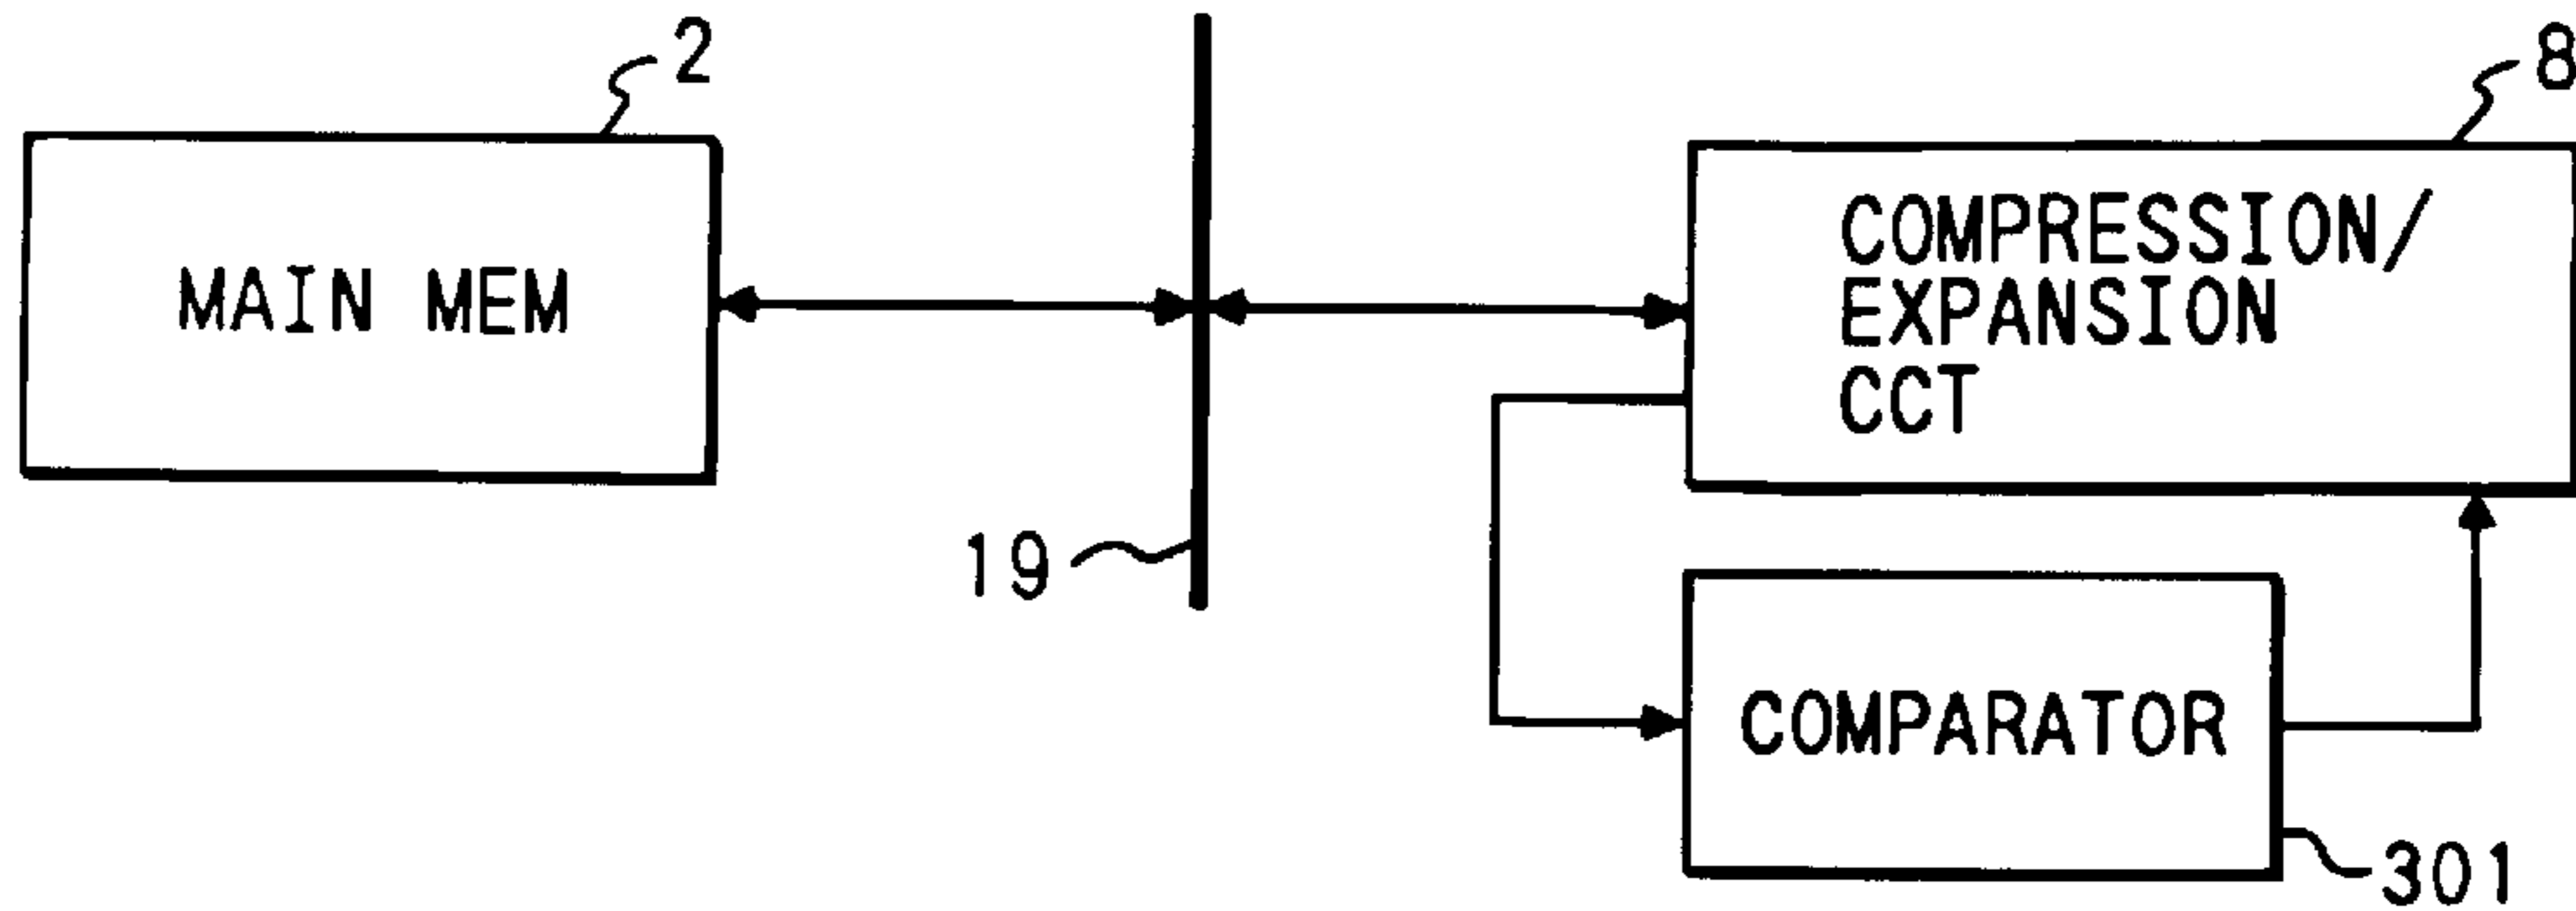 2
8
MAIN MEM
COMPRESSION/
EXPANSION
CCT
19
COMPARATOR
301